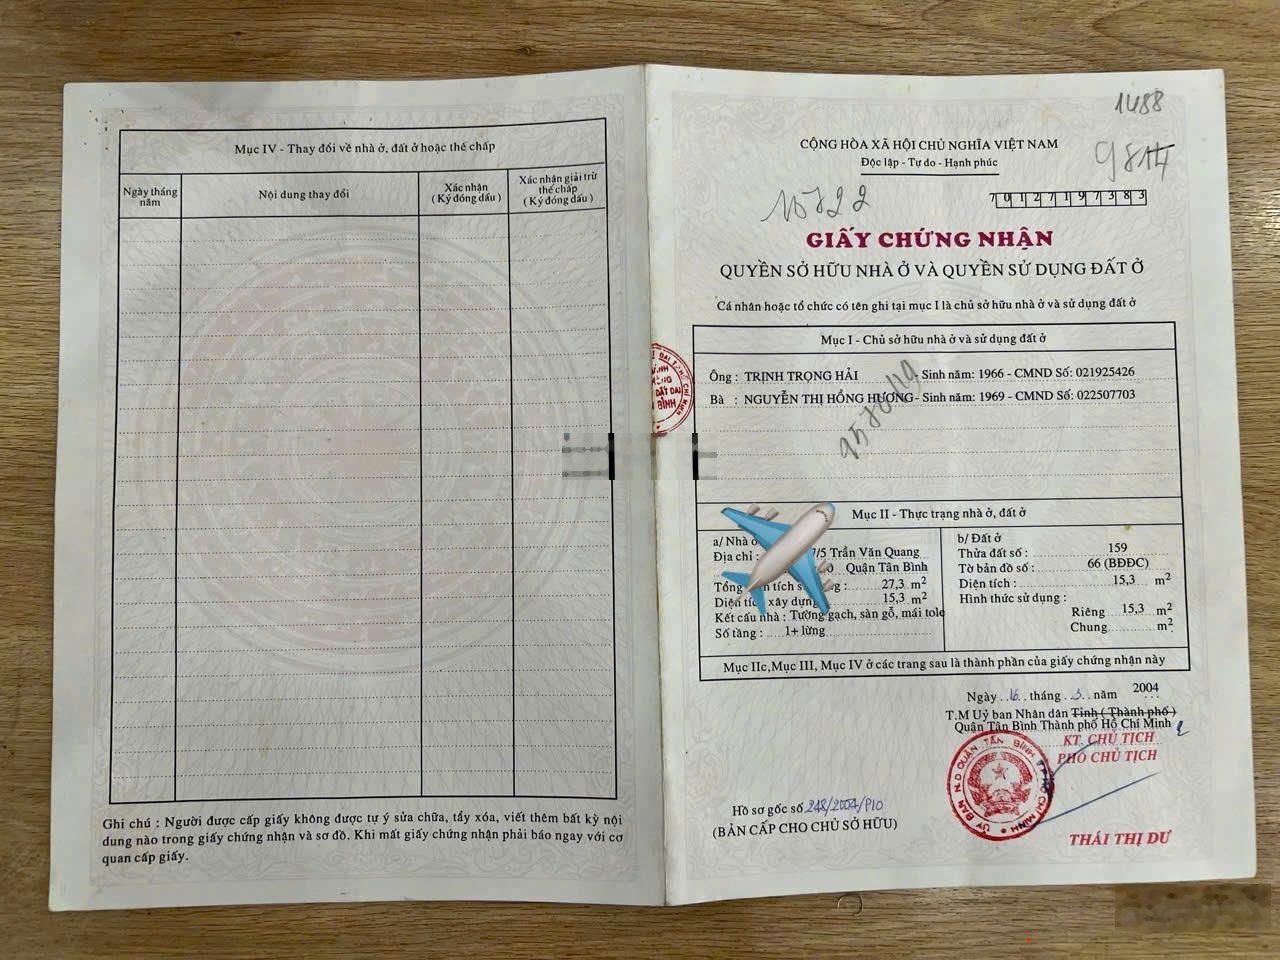 Mục IV - Thay đổi về nhà ở, đất ở hoặc thế chấp
Ngày tháng năm
Nội dung thay đổi
Xác nhận
( Ký đóng dấu )
Xác nhận giải trừ
thế chấp
( Ký đóng dấu )
Ghi chú : Người được cấp giấy không được tự ý sửa chữa, tẩy xóa, viết thêm bất kỳ nội
dung nào trong giấy chứng nhận và sơ đồ. Khi mất giấy chứng nhận phải báo ngay với cơ
quan cấp giấy.
1488
CỘNG HÒA XÃ HỘI CHỦ NGHĨA VIỆT NAM
Độc lập - Tự do - Hạnh phúc
9814
70127197383
GIẤY CHỨNG NHẬN
QUYỀN SỞ HỮU NHÀ Ở VÀ QUYỀN SỬ DỤNG ĐẤT Ở
Cá nhân hoặc tổ chức có tên ghi tại mục I là chủ sở hữu nhà ở và sử dụng đất ở
Mục I - Chủ sở hữu nhà ở và sử dụng đất ở
Ông : TRỊNH TRỌNG HẢI - Sinh năm: 1966 - CMND Số: 021925426
Bà : NGUYỄN THỊ HỒNG HƯƠNG - Sinh năm: 1969 - CMND Số: 022507703
Mục II - Thực trạng nhà ở, đất ở
a/ Nhà ở
Địa chỉ : 7/5 Trần Văn Quang
0 Quận Tân Bình
27,3 m2
Diện tích xây dựng 15,3 m2
Kết cấu nhà : Tường gạch, sàn gỗ, mái tole
Số tầng : 1+ lửng
b/ Đất ở
Thửa đất số : 159
Tờ bản đồ số : 66 (BĐĐC)
Diện tích : 15,3 m2
Hình thức sử dụng :
Riêng 15,3 m2
Chung m2
Mục IIc,Mục III, Mục IV ở các trang sau là thành phần của giấy chứng nhận này
Ngày 16 tháng 3 năm 2004
T.M Uỷ ban Nhân dân Tỉnh ( Thành phố )
Quận Tân Bình Thành phố Hồ Chí Minh
KT. CHỦ TỊCH
PHÓ CHỦ TỊCH
Hồ sơ gốc số 248/2004/P10
(BẢN CẤP CHO CHỦ SỞ HỮU)
THÁI THỊ DƯ